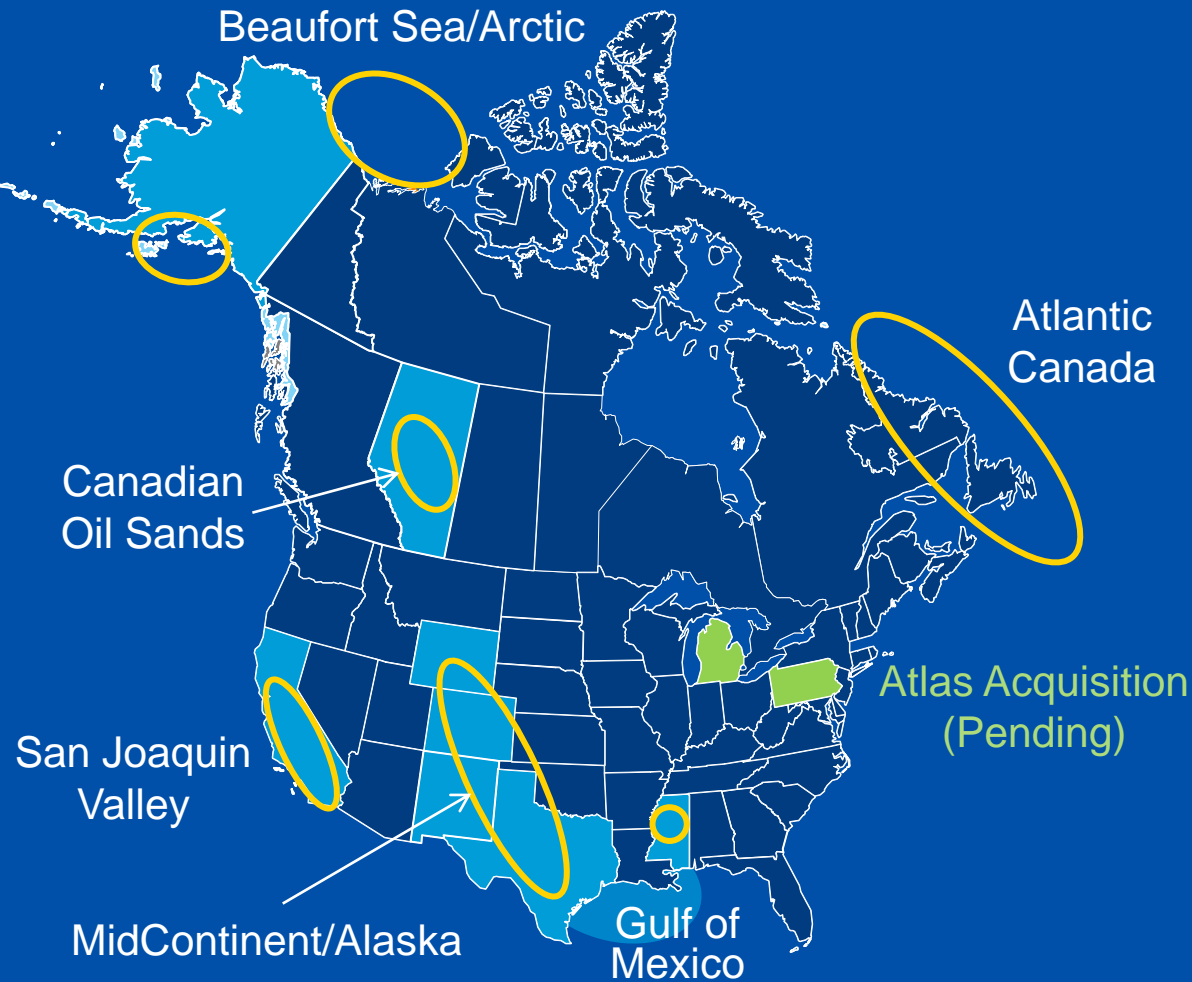 Beaufort Sea/Arctic
Atlantic
Canada
Canadian
Oil Sands
Atlas Acquisition
(Pending)
San Joaquin
Valley
MidContinent/Alaska
Gulf of
Mexico